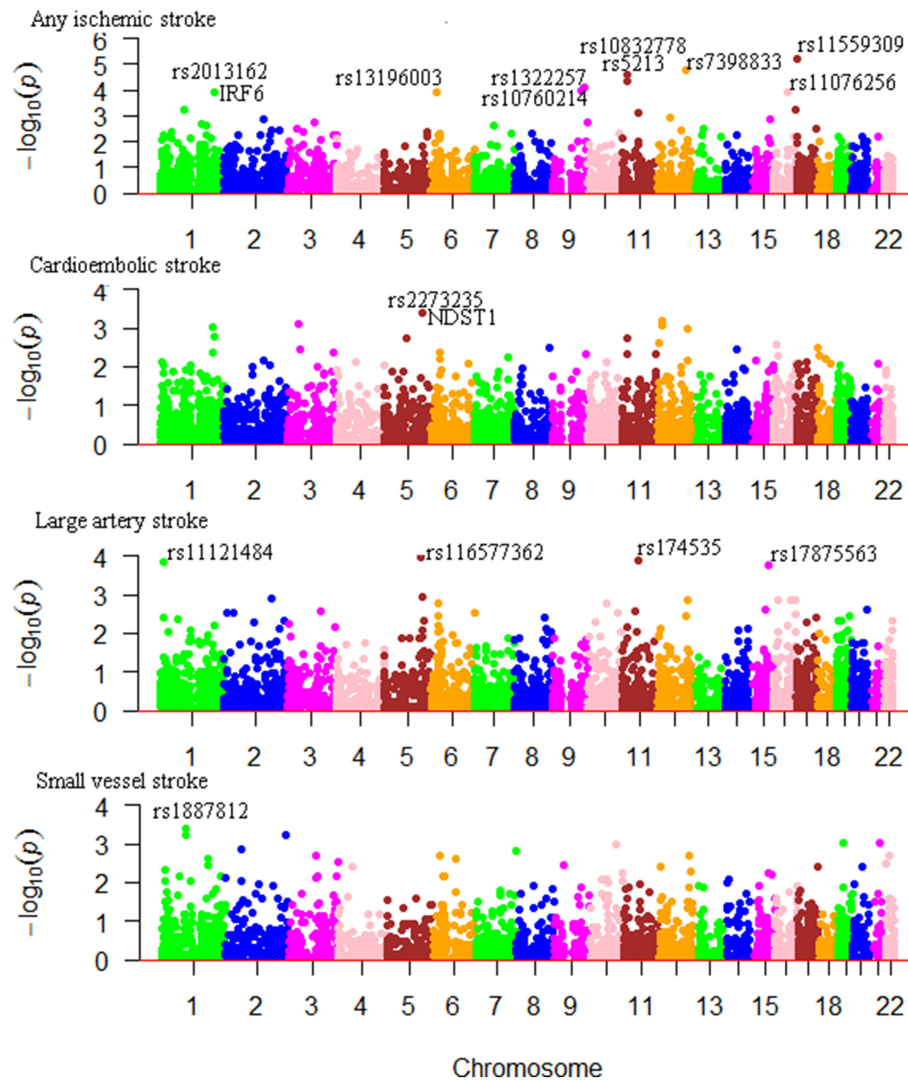 Any ischemic stroke
rs2013162
IRF6
rs13196003
rs1322257
rs10760214
rs10832778
rs5213
rs7398833
rs11559309
rs11076256
−log10(p)
6
5
4
3
2
1
0
1 2 3 4 5 6 7 8 9 11 13 15 18 22
Cardioembolic stroke
rs2273235
NDST1
−log10(p)
4
3
2
1
0
1 2 3 4 5 6 7 8 9 11 13 15 18 22
Large artery stroke
rs11121484
rs116577362
rs174535
rs17875563
−log10(p)
4
3
2
1
0
1 2 3 4 5 6 7 8 9 11 13 15 18 22
Small vessel stroke
rs1887812
−log10(p)
4
3
2
1
0
1 2 3 4 5 6 7 8 9 11 13 15 18 22
Chromosome